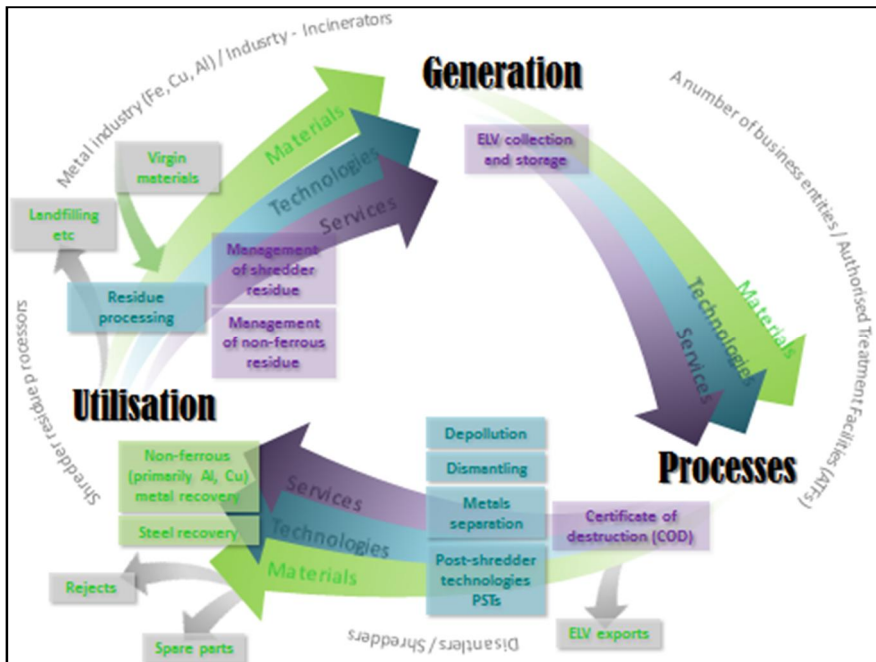 Metal industry (Fe, Cu, Al) / Indusrty - Incinerators
Generation
A number of business entities / Authorised Treatment Facilities (ATFs)
ELV collection
and storage
Materials
Technologies
Services
Virgin
materials
Landfilling
etc
Management
of shredder
residue
Residue
processing
Management
of non-ferrous
residue
Materials
Technologies
Services
Shredder residue processors
Utilisation
Processes
Non-ferrous
(primarily Al, Cu)
metal recovery
Steel recovery
Services
Technologies
Materials
Depollution
Dismantling
Metals
separation
Post-shredder
technologies
PSTs
Certificate of
destruction (COD)
Rejects
Spare parts
ELV exports
Disantlers / Shredders